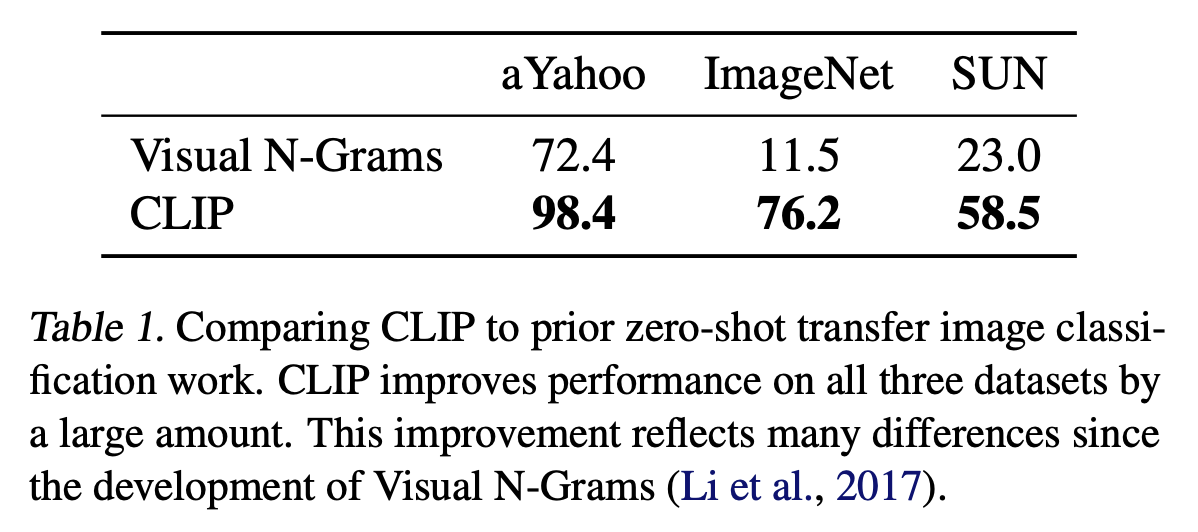 aYahoo ImageNet SUN
Visual N-Grams 72.4 11.5 23.0
CLIP 98.4 76.2 58.5
Table 1. Comparing CLIP to prior zero-shot transfer image classifi-
fication work. CLIP improves performance on all three datasets by
a large amount. This improvement reflects many differences since
the development of Visual N-Grams (Li et al., 2017).